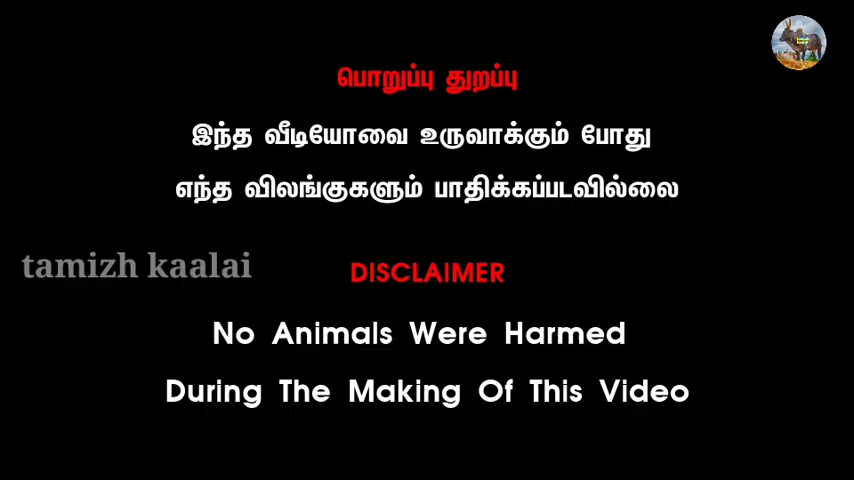 பொறுப்பு துறப்பு
இந்த வீடியோவை உருவாக்கும் போது
எந்த விலங்குகளும் பாதிக்கப்படவில்லை
tamizh kaalai
DISCLAIMER
No Animals Were Harmed
During The Making Of This Video